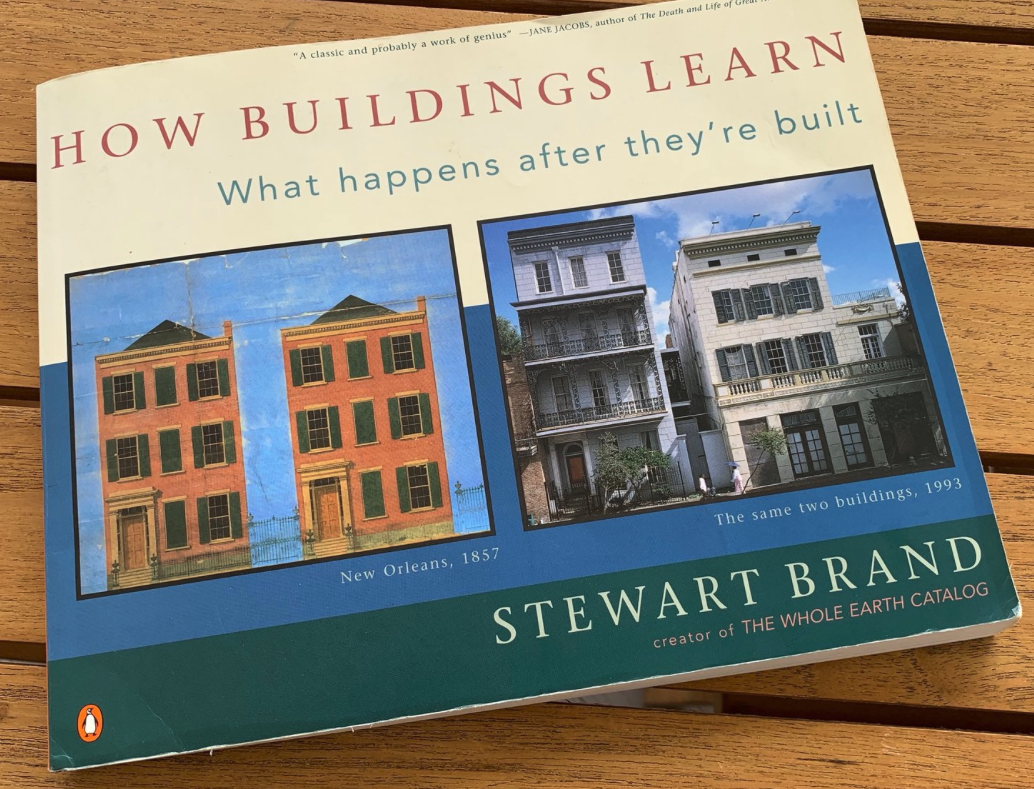 "A classic and probably a work of genius" —JANE JACOBS, author of The Death and Life of Great
HOW BUILDINGS LEARN
What happens after they're built
New Orleans, 1857
The same two buildings, 1993
STEWART BRAND
creator of THE WHOLE EARTH CATALOG